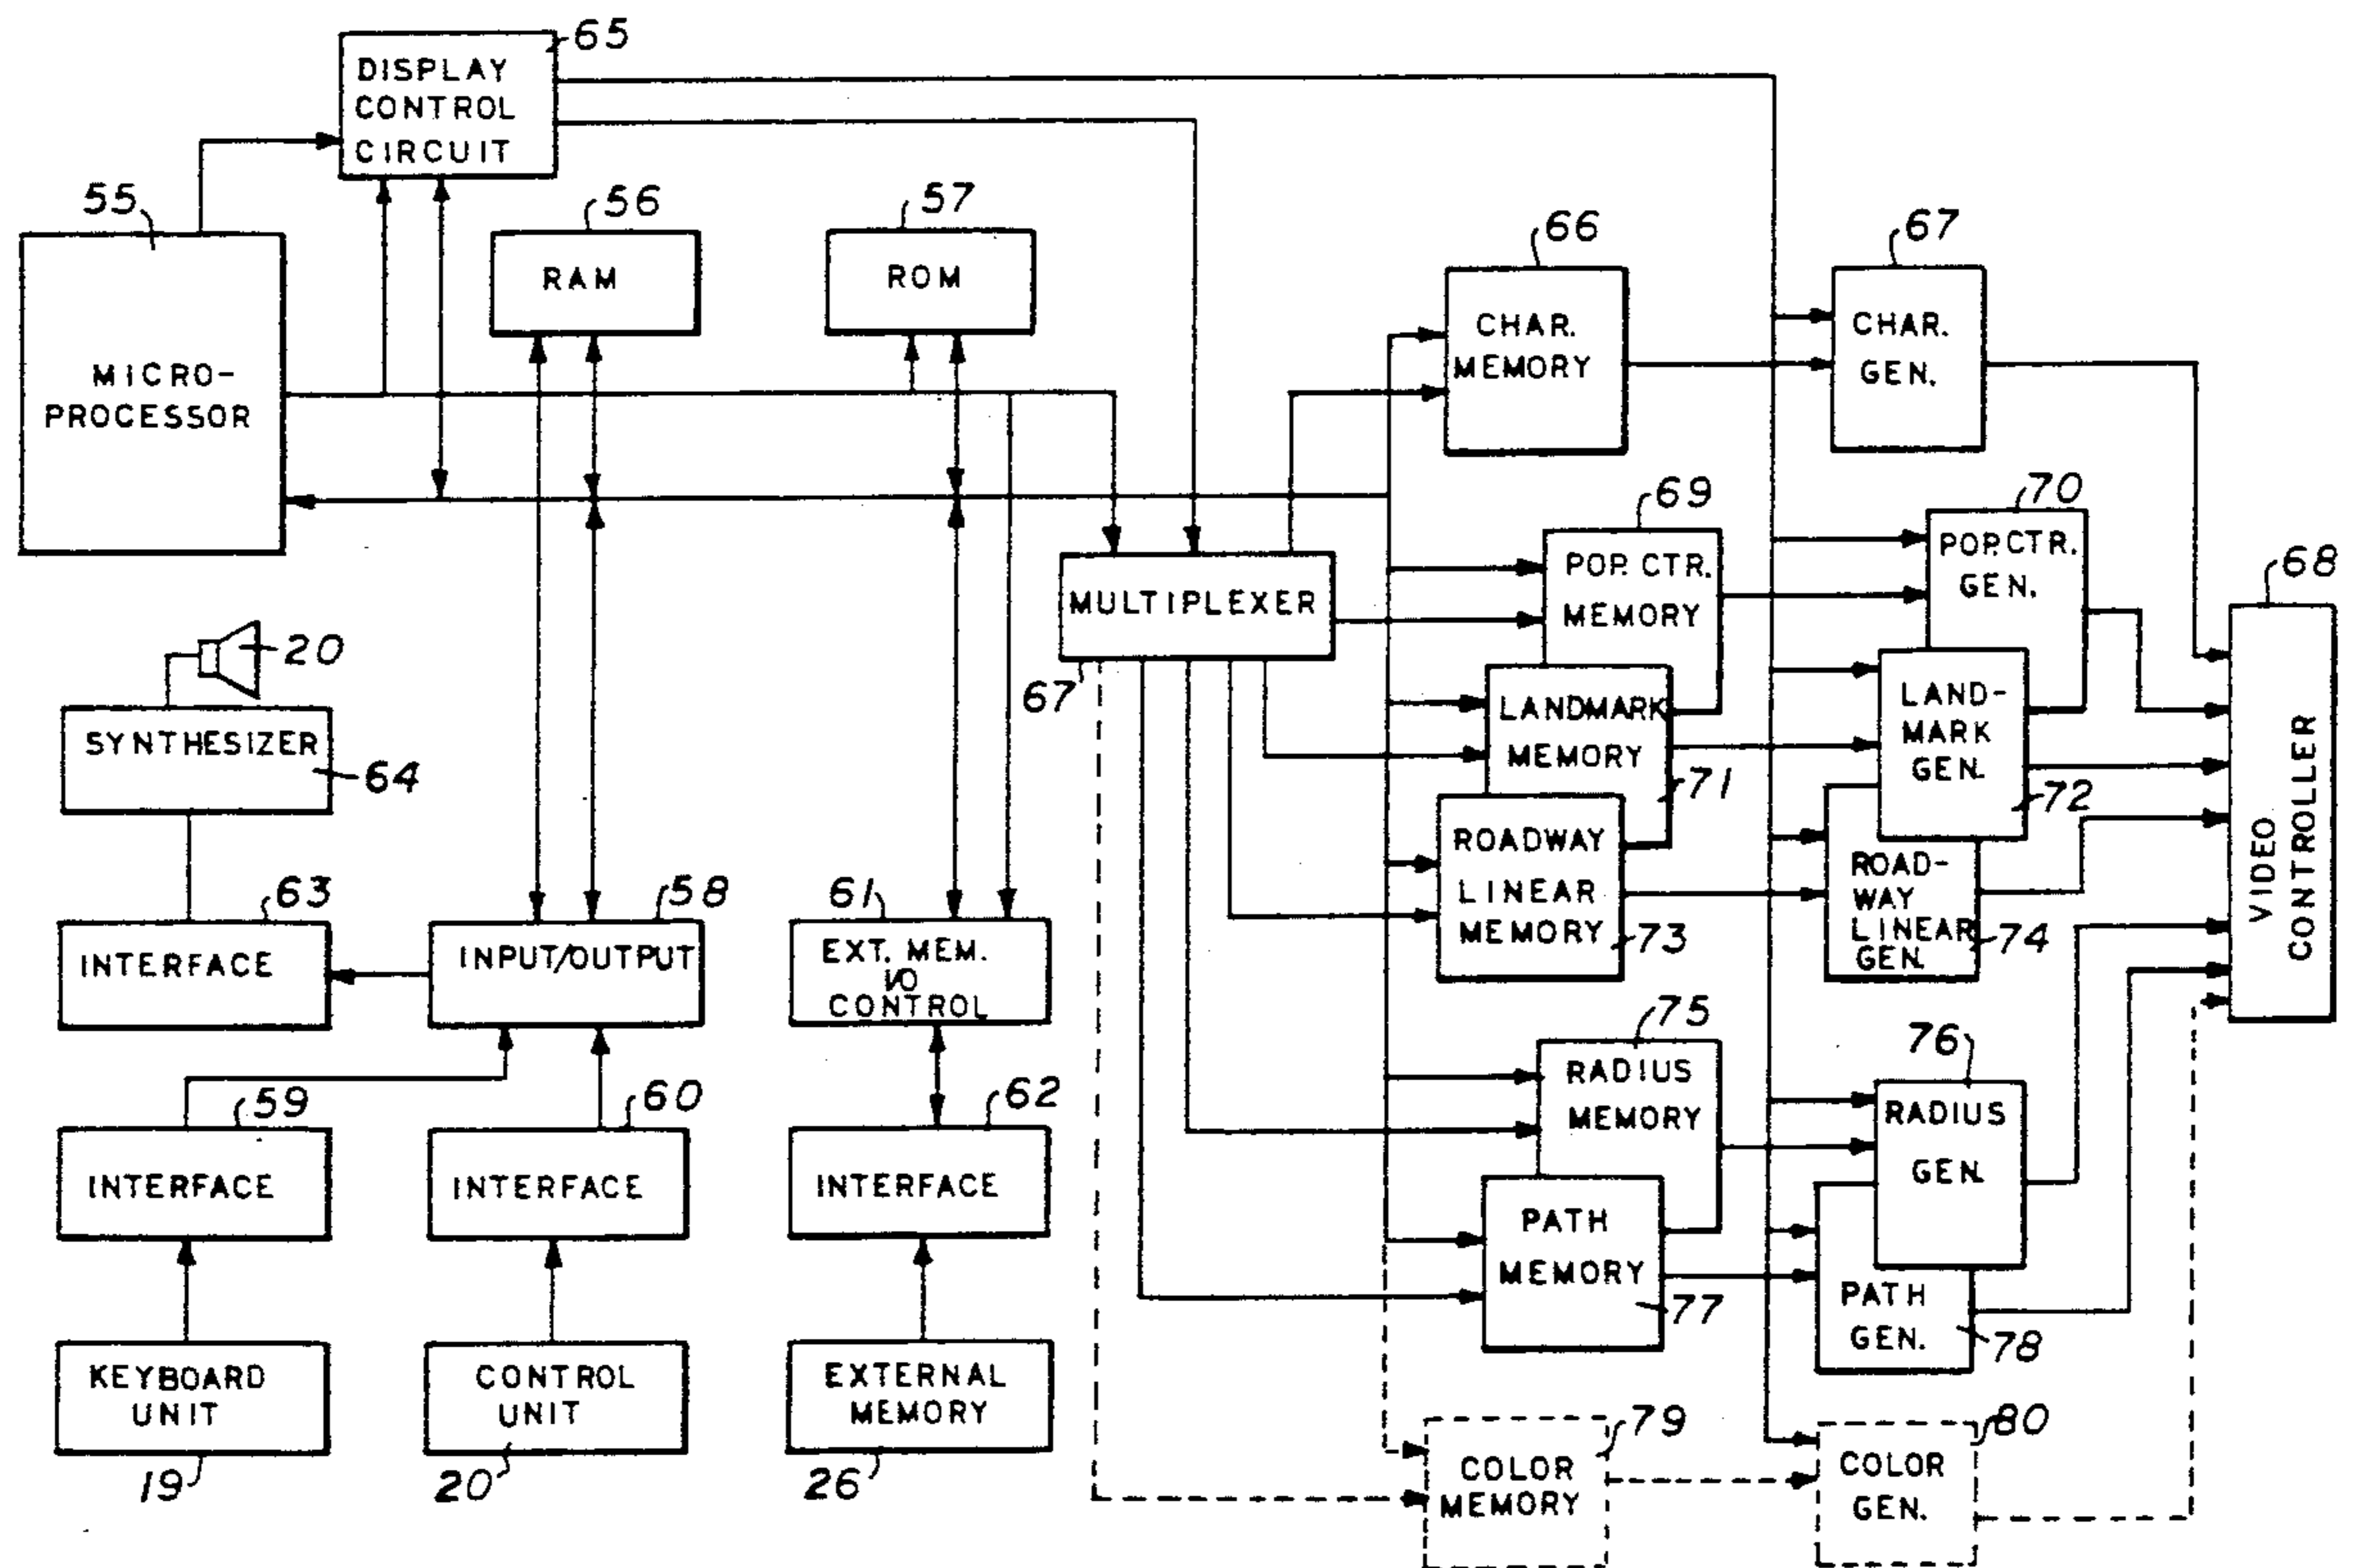 65
DISPLAY
CONTROL
CIRCUIT
55
MICRO-
PROCESSOR
56
RAM
57
ROM
66
CHAR.
MEMORY
67
CHAR.
GEN.
69
POP. CTR.
MEMORY
70
POP. CTR.
GEN.
68
VIDEO
CONTROLLER
MULTIPLEXER
67
20
SYNTHESIZER
64
LANDMARK
MEMORY
71
LAND-
MARK
GEN.
72
ROADWAY
LINEAR
MEMORY
73
ROAD-
WAY
LINEAR
GEN.
74
63
INTERFACE
58
INPUT/OUTPUT
61
EXT. MEM.
I/O
CONTROL
75
RADIUS
MEMORY
76
RADIUS
GEN.
59
INTERFACE
60
INTERFACE
62
INTERFACE
PATH
MEMORY
77
PATH
GEN.
78
KEYBOARD
UNIT
19
CONTROL
UNIT
20
EXTERNAL
MEMORY
26
79
COLOR
MEMORY
80
COLOR
GEN.